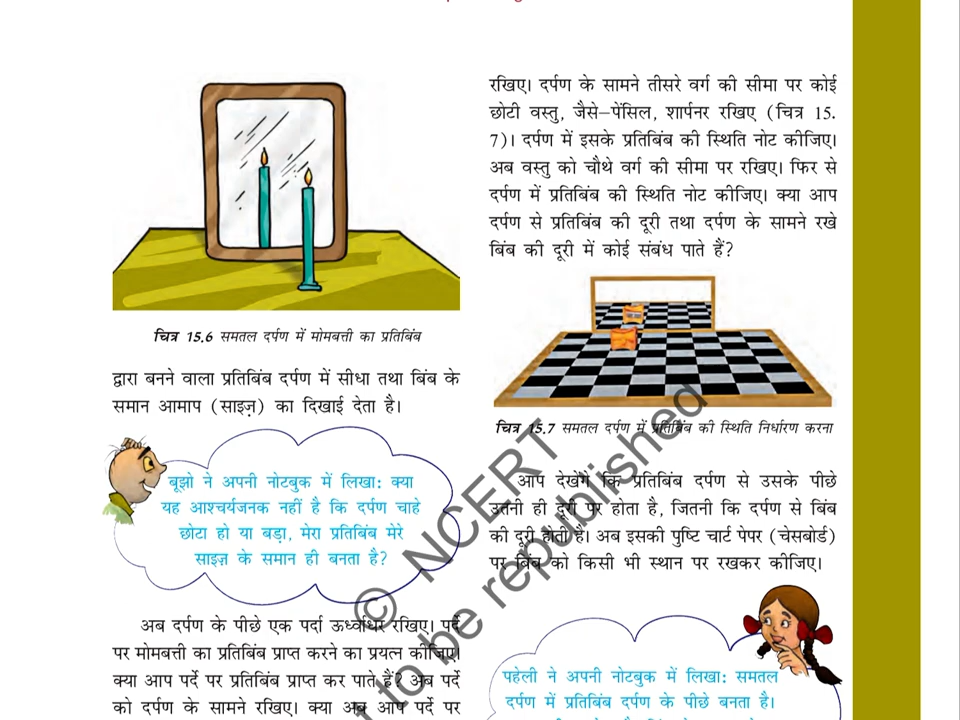 चित्र 15.6 समतल दर्पण में मोमबत्ती का प्रतिबिंब
द्वारा बनने वाला प्रतिबिंब दर्पण में सीधा तथा बिंब के
समान आमाप (साइज़) का दिखाई देता है।
बूझो ने अपनी नोटबुक में लिखा: क्या
यह आश्चर्यजनक नहीं है कि दर्पण चाहे
छोटा हो या बड़ा, मेरा प्रतिबिंब मेरे
साइज़ के समान ही बनता है?
अब दर्पण के पीछे एक पर्दा ऊर्ध्वाधर रखिए। पर्दे
पर मोमबत्ती का प्रतिबिंब प्राप्त करने का प्रयत्न कीजिए।
क्या आप पर्दे पर प्रतिबिंब प्राप्त कर पाते हैं? अब पर्दे
को दर्पण के सामने रखिए। क्या अब आप पर्दे पर
रखिए। दर्पण के सामने तीसरे वर्ग की सीमा पर कोई
छोटी वस्तु, जैसे–पेंसिल, शार्पनर रखिए (चित्र 15.
7)। दर्पण में इसके प्रतिबिंब की स्थिति नोट कीजिए।
अब वस्तु को चौथे वर्ग की सीमा पर रखिए। फिर से
दर्पण में प्रतिबिंब की स्थिति नोट कीजिए। क्या आप
दर्पण से प्रतिबिंब की दूरी तथा दर्पण के सामने रखे
बिंब की दूरी में कोई संबंध पाते हैं?
चित्र 15.7 समतल दर्पण में प्रतिबिंब की स्थिति निर्धारण करना
आप देखेंगे कि प्रतिबिंब दर्पण से उसके पीछे
उतनी ही दूरी पर होता है, जितनी कि दर्पण से बिंब
की दूरी होती है। अब इसकी पुष्टि चार्ट पेपर (चेसबोर्ड)
पर बिंब को किसी भी स्थान पर रखकर कीजिए।
पहेली ने अपनी नोटबुक में लिखा: समतल
दर्पण में प्रतिबिंब दर्पण के पीछे बनता है।
© NCERT
to be republished